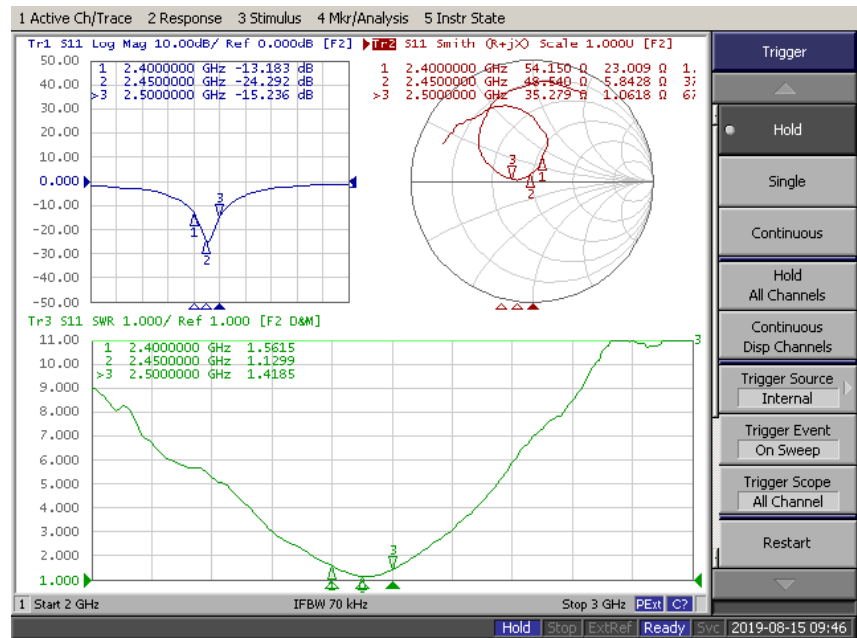 1 Active Ch/Trace 2 Response 3 Stimulus 4 Mkr/Analysis 5 Instr State
Tr1 S11 Log Mag 10.00dB/ Ref 0.000dB [F2]
50.00
40.00
30.00
20.00
10.00
0.000
-10.00
-20.00
-30.00
-40.00
-50.00
1 2.4000000 GHz -13.183 dB
2 2.4500000 GHz -24.292 dB
>3 2.5000000 GHz -15.236 dB
3
1
2
Tr2 S11 Smith (R+jX) Scale 1.000U [F2]
1 2.4000000 GHz 54.150 Ω 23.009 Ω 1.
2 2.4500000 GHz 48.540 Ω 5.8428 Ω
>3 2.5000000 GHz 35.279 Ω 1.0618 Ω 67
3
1
2
Tr3 S11 SWR 1.000/ Ref 1.000 [F2 D&M]
11.00
10.00
9.000
8.000
7.000
6.000
5.000
4.000
3.000
2.000
1.000
1 2.4000000 GHz 1.5615
2 2.4500000 GHz 1.1299
>3 2.5000000 GHz 1.4185
3
3
1 Start 2 GHz IFBW 70 kHz Stop 3 GHz PExt C?
Trigger
Hold
Single
Continuous
Hold
All Channels
Continuous
Disp Channels
Trigger Source
Internal
Trigger Event
On Sweep
Trigger Scope
All Channel
Restart
Hold Stop ExtRef Ready Svc 2019-08-15 09:46